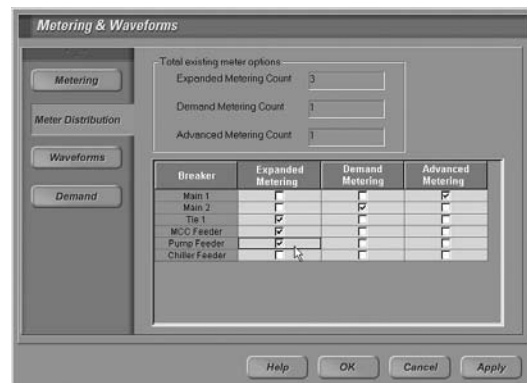 Metering & Waveforms
Metering
Meter Distribution
Waveforms
Demand
Total existing meter options
Expanded Metering Count 3
Demand Metering Count 1
Advanced Metering Count 1
Breaker Expanded Metering Demand Metering Advanced Metering
Main 1
Main 2
Tie 1
MCC Feeder
Pump Feeder
Chiller Feeder
Help OK Cancel Apply